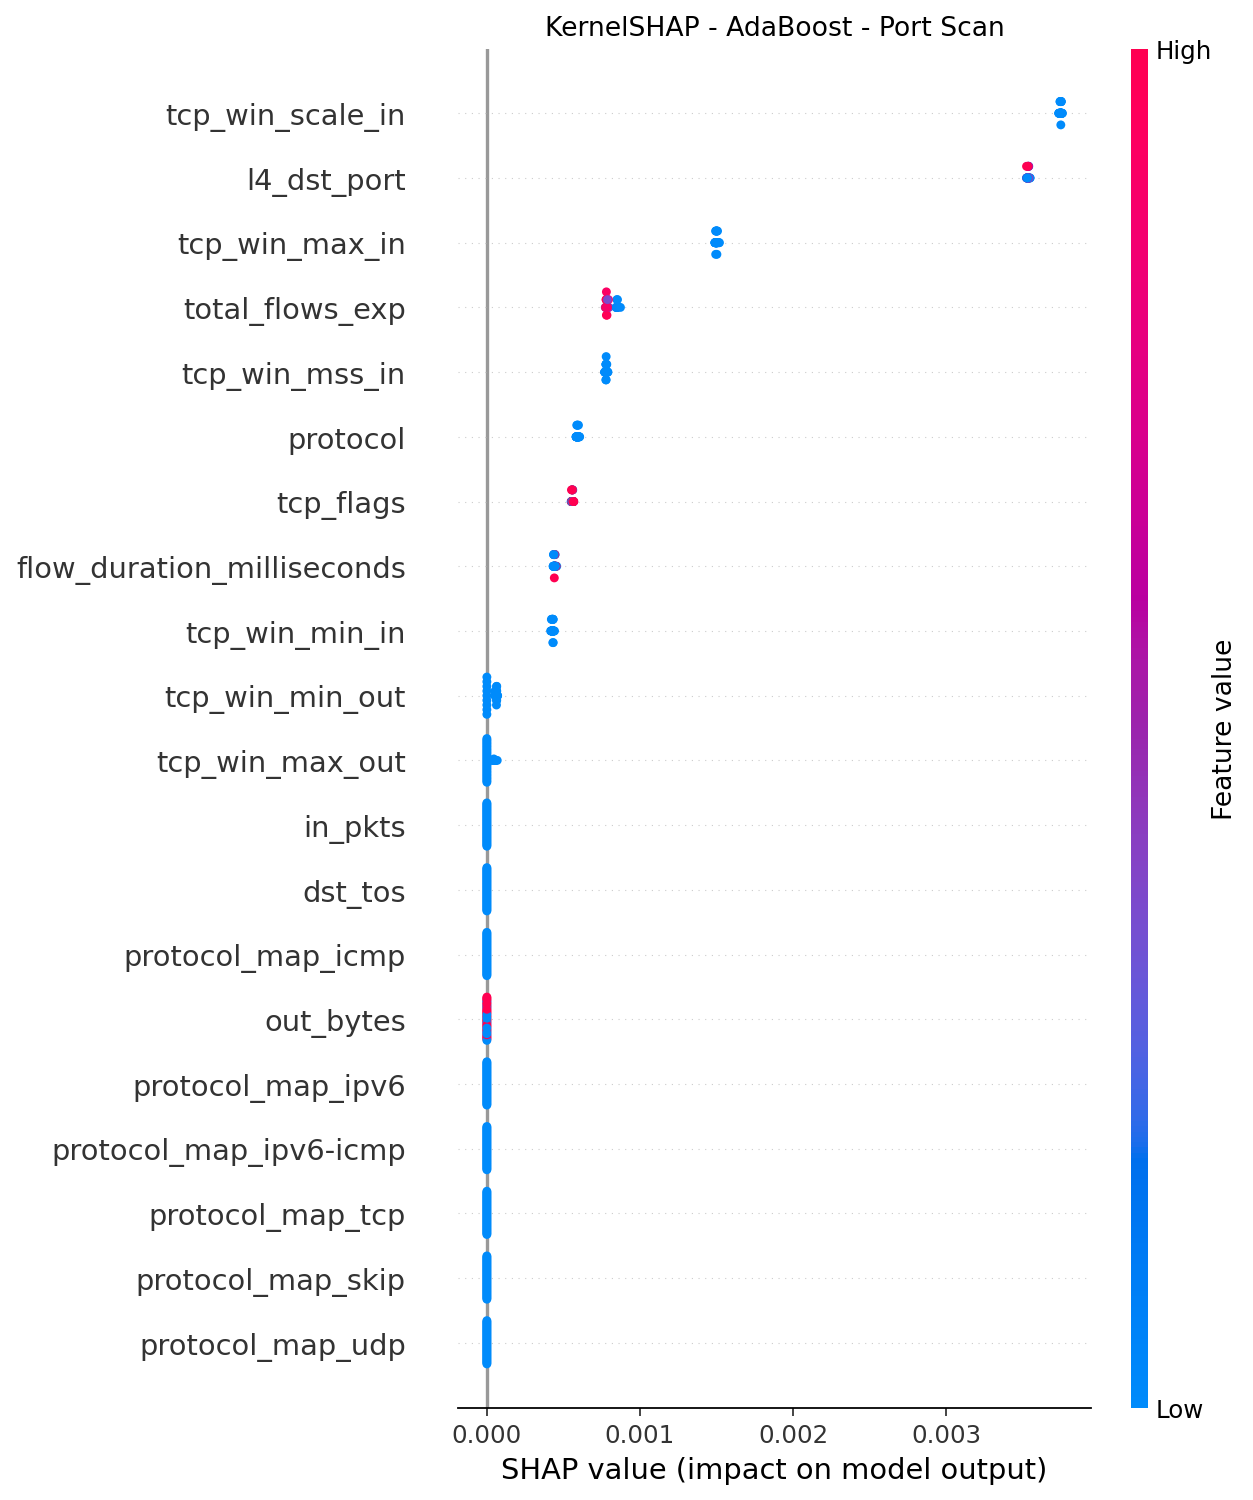 KernelSHAP - AdaBoost - Port Scan
High
tcp_win_scale_in
l4_dst_port
tcp_win_max_in
total_flows_exp
tcp_win_mss_in
protocol
tcp_flags
flow_duration_milliseconds
tcp_win_min_in
tcp_win_min_out
tcp_win_max_out
in_pkts
dst_tos
protocol_map_icmp
out_bytes
protocol_map_ipv6
protocol_map_ipv6-icmp
protocol_map_tcp
protocol_map_skip
protocol_map_udp
Feature value
Low
0.000 0.001 0.002 0.003
SHAP value (impact on model output)